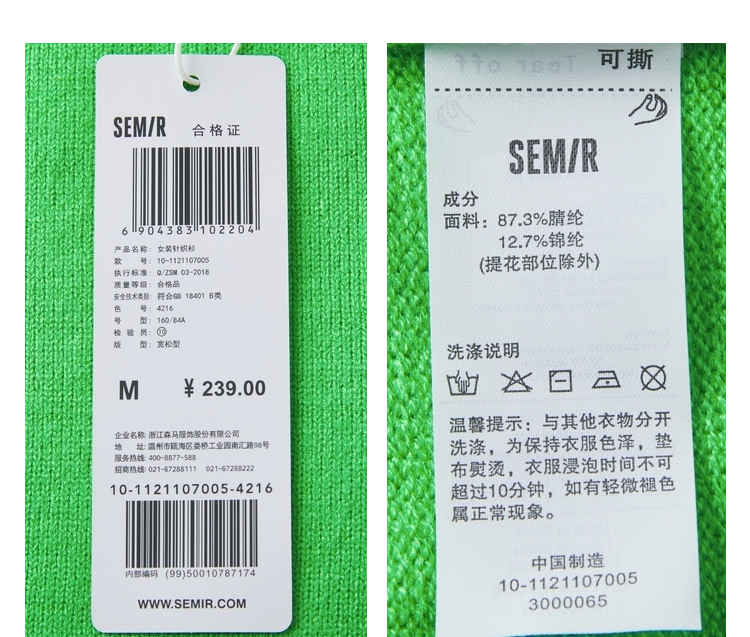 SEMIR 合格证
6 904383 102204
产品名称: 女装针织衫
款 号: 10-1121107005
执行标准: Q/ZSM 03-2018
质量等级: 合格品
安全技术类别: 符合GB 18401 B类
色 号: 4216
号 型: 160/84A
检 验 员: 10
版 型: 宽松型
M ¥ 239.00
企业名称: 浙江森马服饰股份有限公司
地 址: 温州市瓯海区娄桥工业园南汇路98号
服务热线: 400-8877-588
招商热线: 021-67288111 021-67288222
10-1121107005-4216
内部编码 (99)50010787174
WWW.SEMIR.COM
可撕
Tear off
SEMIR
成分
面料: 87.3%腈纶
12.7%锦纶
(提花部位除外)
洗涤说明
温馨提示: 与其他衣物分开
洗涤, 为保持衣服色泽, 垫
布熨烫, 衣服浸泡时间不可
超过10分钟, 如有轻微褪色
属正常现象。
中国制造
10-1121107005
3000065